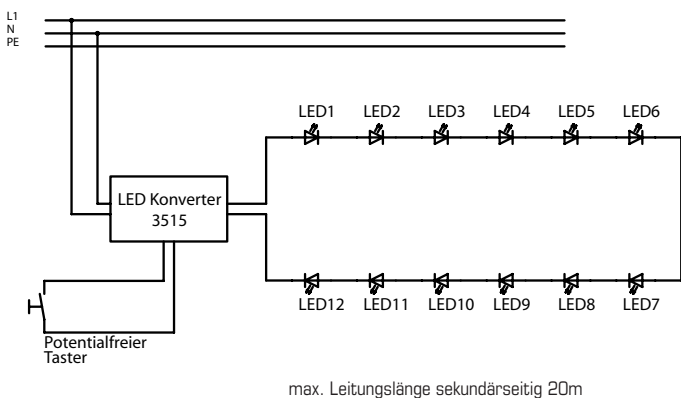 L1
N
PE
LED1 LED2 LED3 LED4 LED5 LED6
LED Konverter
3515
LED12 LED11 LED10 LED9 LED8 LED7
Potentialfreier
Taster
max. Leitungslänge sekundärseitig 20m